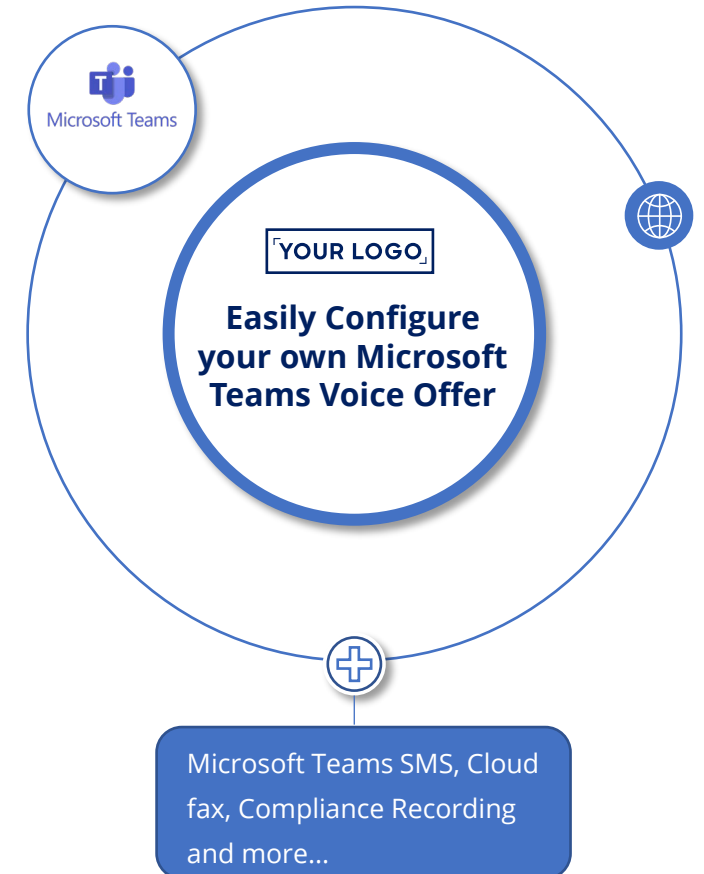 T
Microsoft Teams
YOUR LOGO
Easily Configure
your own Microsoft
Teams Voice Offer
Microsoft Teams SMS, Cloud
fax, Compliance Recording
and more...